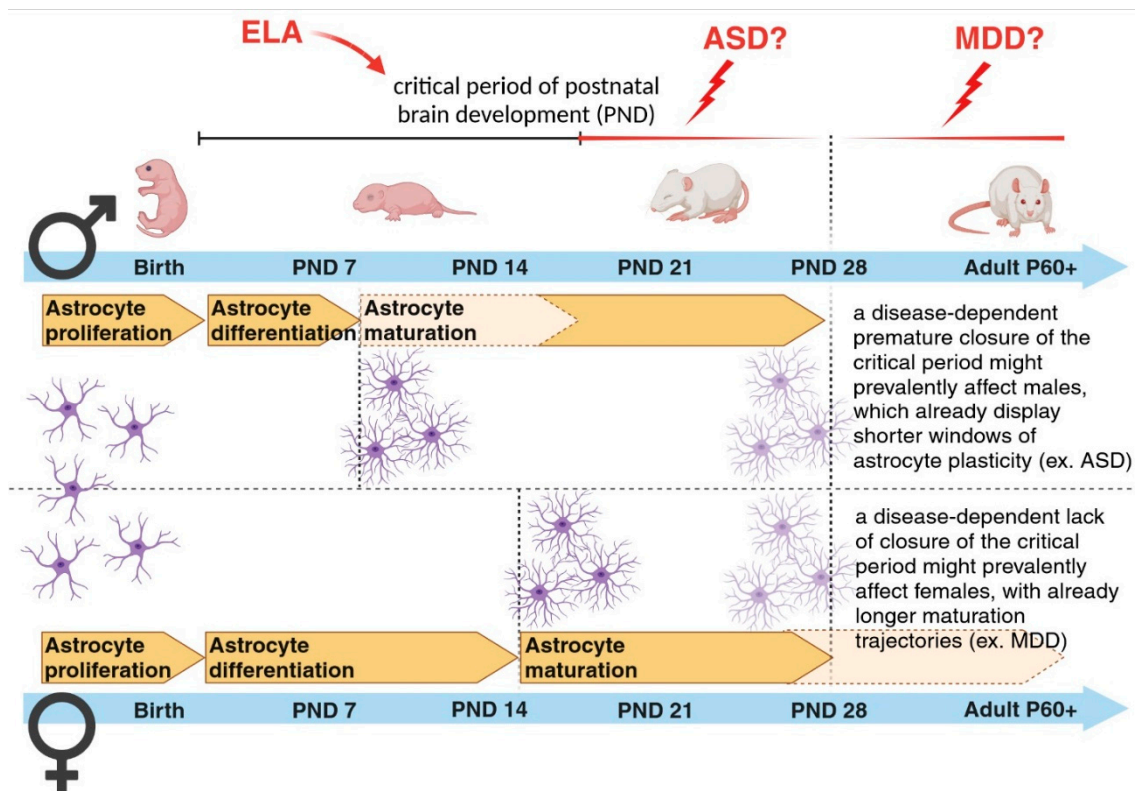 ELA
ASD?
MDD?
critical period of postnatal
brain development (PND)
Birth
PND 7
PND 14
PND 21
PND 28
Adult P60+
Astrocyte
proliferation
Astrocyte
differentiation
Astrocyte
maturation
a disease-dependent
premature closure of the
critical period might
prevalently affect males,
which already display
shorter windows of
astrocyte plasticity (ex. ASD)
a disease-dependent lack
of closure of the critical
period might prevalently
affect females, with already
longer maturation
trajectories (ex. MDD)
Astrocyte
proliferation
Astrocyte
differentiation
Astrocyte
maturation
Birth
PND 7
PND 14
PND 21
PND 28
Adult P60+